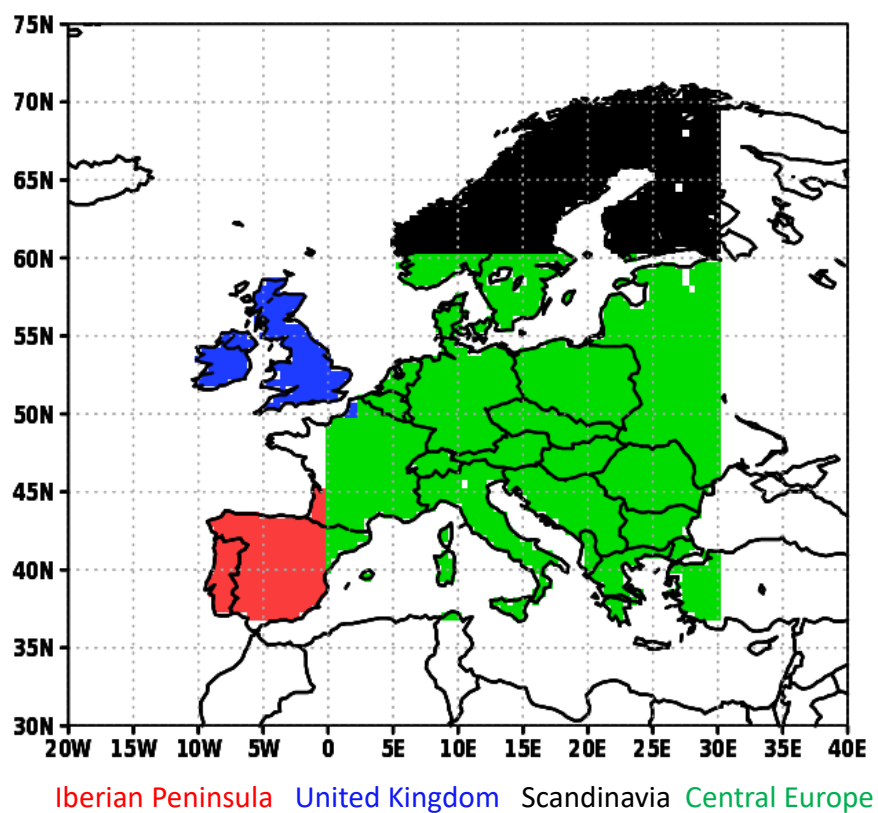 75N
70N
65N
60N
55N
50N
45N
40N
35N
30N
20W 15W 10W 5W 0 5E 10E 15E 20E 25E 30E 35E 40E
Iberian Peninsula United Kingdom Scandinavia Central Europe